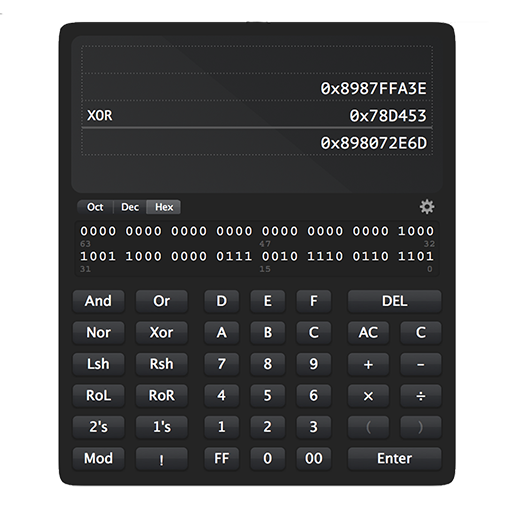 0x8987FFA3E
XOR 0x78D453
0x898072E6D
Oct Dec Hex
0000 0000 0000 0000 0000 0000 0000 1000
63 47 32
1001 1000 0000 0111 0010 1110 0110 1101
31 15 0
And Or D E F DEL
Nor Xor A B C AC C
Lsh Rsh 7 8 9 + −
RoL RoR 4 5 6 × ÷
2's 1's 1 2 3 ( )
Mod ! FF 0 00 Enter